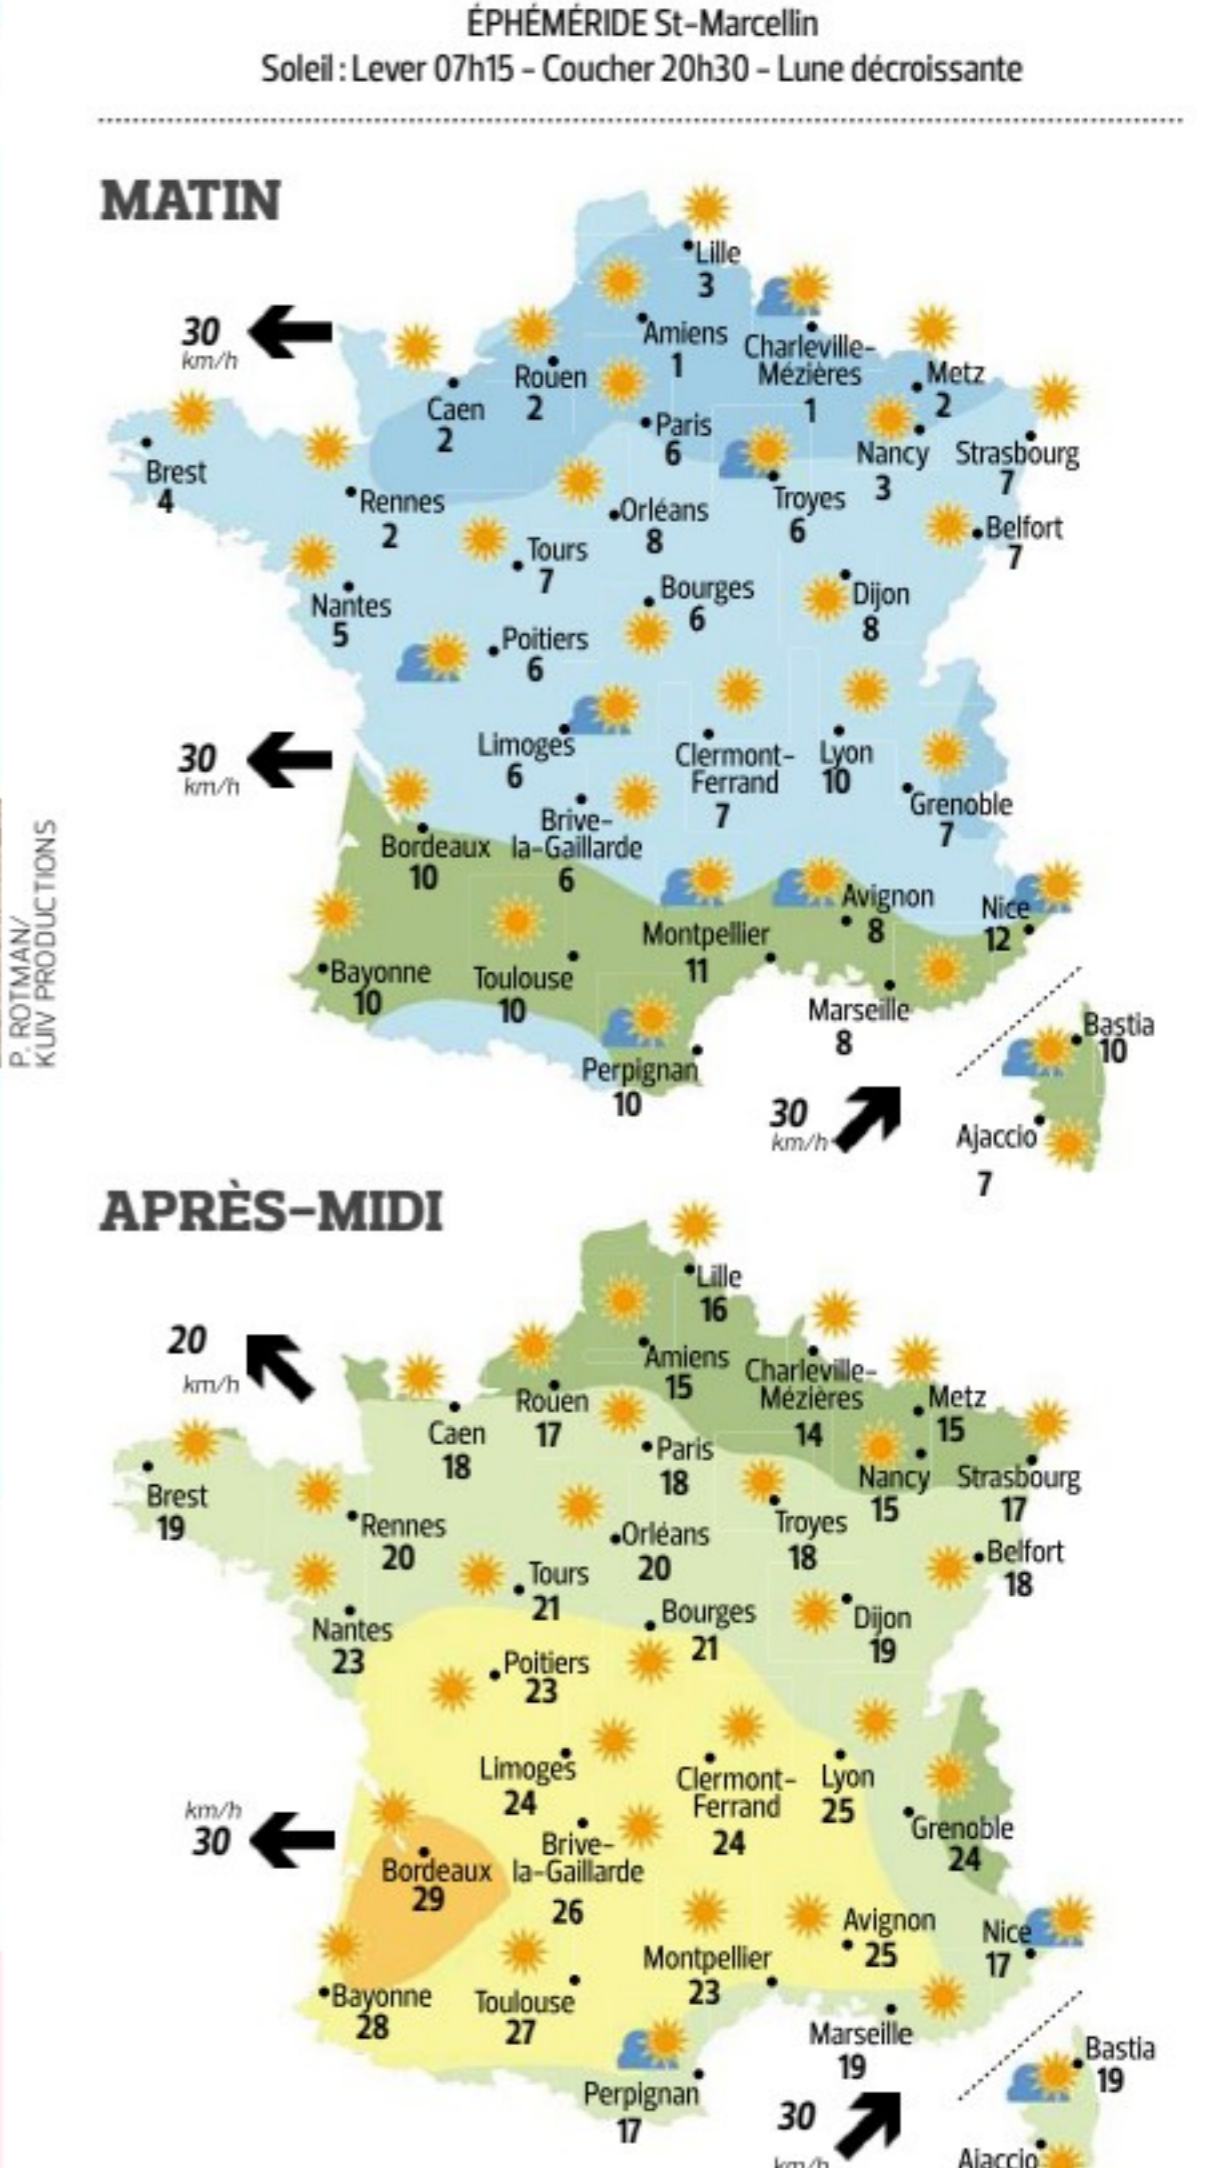 ÉPHÉMÉRIDE St-Marcellin
Soleil : Lever 07h15 - Coucher 20h30 - Lune décroissante
P. ROTMAN/
KUIV PRODUCTIONS
MATIN
Lille
3
30
km/h
Amiens
1
Charleville-
Mézières
1
Rouen
2
Metz
2
Caen
2
Paris
6
Nancy
3
Strasbourg
7
Brest
4
Rennes
2
Troyes
6
Orléans
8
Belfort
7
Tours
7
Bourges
6
Dijon
8
Nantes
5
Poitiers
6
30
km/h
Limoges
6
Clermont-
Ferrand
7
Lyon
10
Grenoble
7
Brive-
la-Gaillarde
6
Bordeaux
10
Avignon
8
Nice
12
Montpellier
11
Bayonne
10
Toulouse
10
Marseille
8
Bastia
10
Perpignan
10
30
km/h
Ajaccio
7
APRÈS-MIDI
Lille
16
20
km/h
Amiens
15
Charleville-
Mézières
14
Rouen
17
Metz
15
Caen
18
Paris
18
Nancy
15
Strasbourg
17
Brest
19
Rennes
20
Troyes
18
Orléans
20
Belfort
18
Tours
21
Bourges
21
Dijon
19
Nantes
23
Poitiers
23
Limoges
24
Clermont-
Ferrand
24
Lyon
25
km/h
30
Grenoble
24
Brive-
la-Gaillarde
26
Bordeaux
29
Avignon
25
Nice
17
Montpellier
23
Bayonne
28
Toulouse
27
Marseille
19
Bastia
19
Perpignan
17
30
km/h
Ajaccio